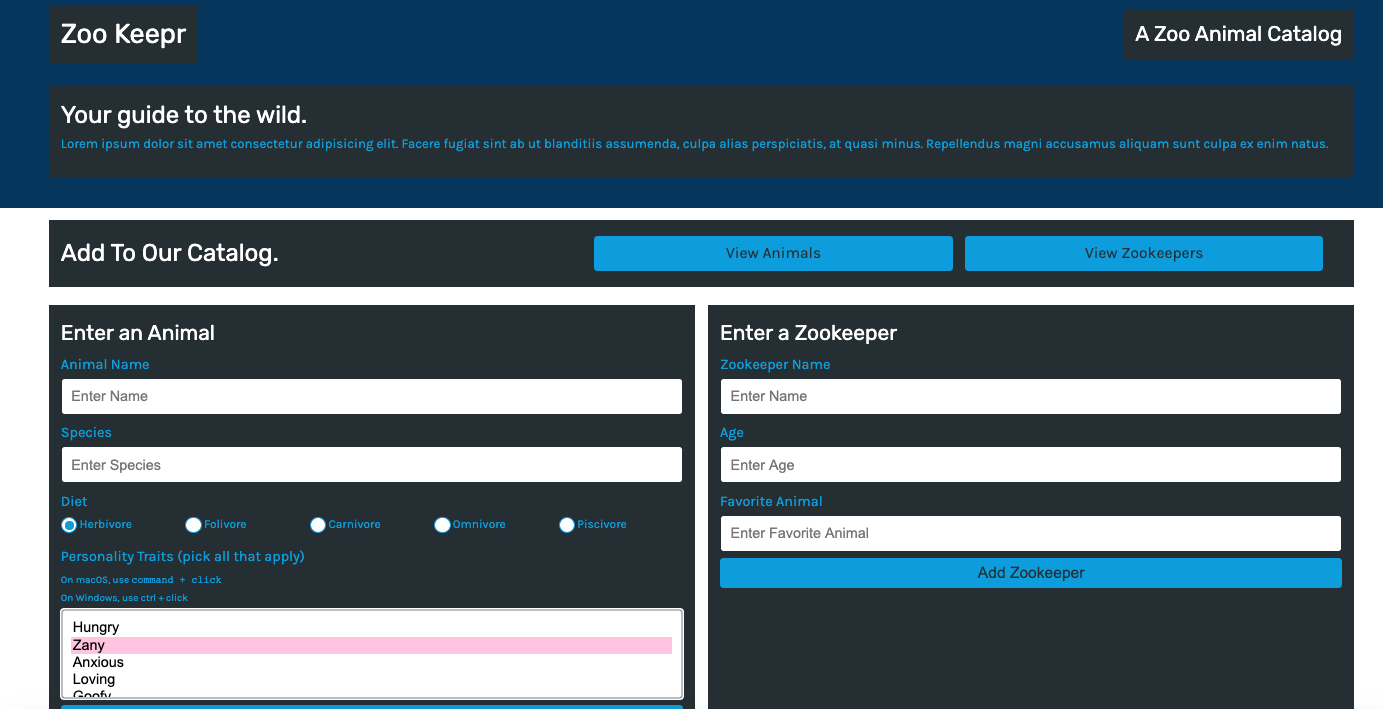 Zoo Keepr
A Zoo Animal Catalog
Your guide to the wild.
Lorem ipsum dolor sit amet consectetur adipisicing elit. Facere fugiat sint ab ut blanditiis assumenda, culpa alias perspiciatis, at quasi minus. Repellendus magni accusamus aliquam sunt culpa ex enim natus.
Add To Our Catalog.
View Animals
View Zookeepers
Enter an Animal
Animal Name
Enter Name
Species
Enter Species
Diet
Herbivore Folivore Carnivore Omnivore Piscivore
Personality Traits (pick all that apply)
On macOS, use command + click
On Windows, use ctrl + click
Hungry
Zany
Anxious
Loving
Goofy
Enter a Zookeeper
Zookeeper Name
Enter Name
Age
Enter Age
Favorite Animal
Enter Favorite Animal
Add Zookeeper